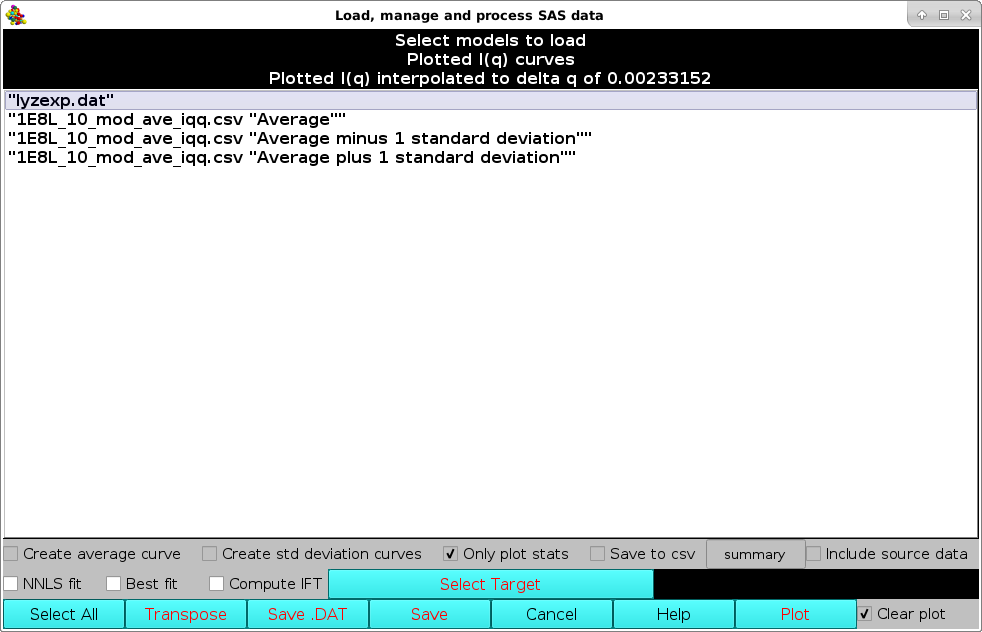 Load, manage and process SAS data
Select models to load
Plotted I(q) curves
Plotted I(q) interpolated to delta q of 0.00233152
"lyzexp.dat"
"1E8L_10_mod_ave_iqq.csv "Average""
"1E8L_10_mod_ave_iqq.csv "Average minus 1 standard deviation""
"1E8L_10_mod_ave_iqq.csv "Average plus 1 standard deviation""
Create average curve Create std deviation curves Only plot stats Save to csv summary Include source data
NNLS fit Best fit Compute IFT Select Target
Select All Transpose Save .DAT Save Cancel Help Plot Clear plot